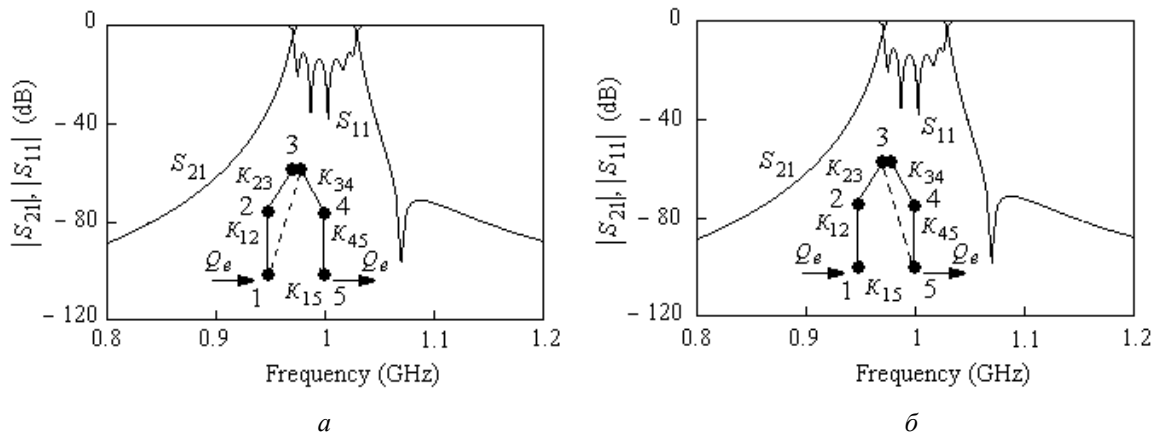 0
− 40
− 80
− 120
|S21|, |S11| (dB)
S21
S11
3
K23
K34
2
4
K12
K45
Qe
Qe
1
K15
5
0.8
0.9
1
1.1
1.2
Frequency (GHz)
а
0
− 40
− 80
− 120
|S21|, |S11| (dB)
S21
S11
3
K23
K34
2
4
K12
K45
Qe
Qe
1
K15
5
0.8
0.9
1
1.1
1.2
Frequency (GHz)
б